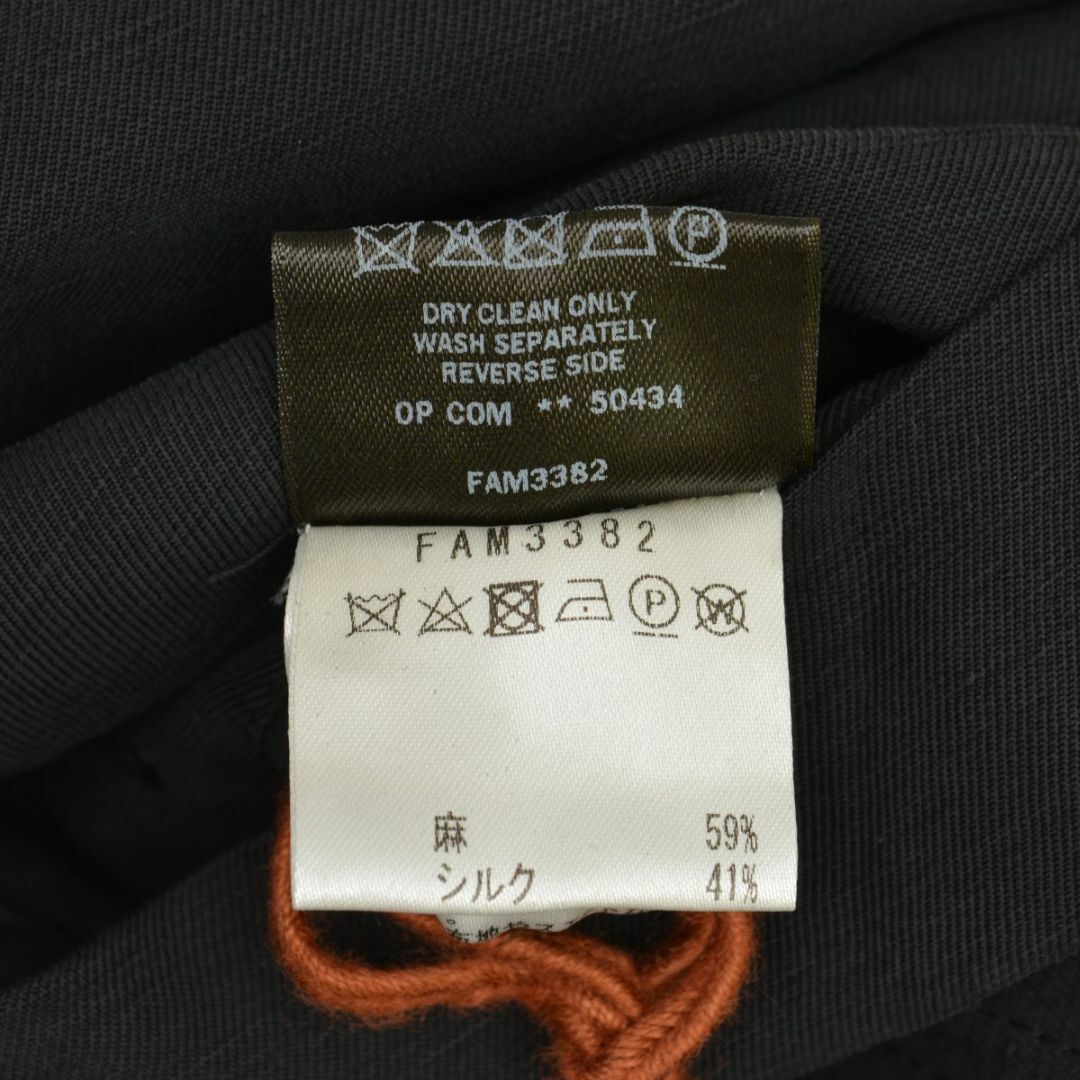 P
DRY CLEAN ONLY
WASH SEPARATELY
REVERSE SIDE
OP COM ** 50434
FAM3382
FAM3382
P W
麻 59%
シルク 41%